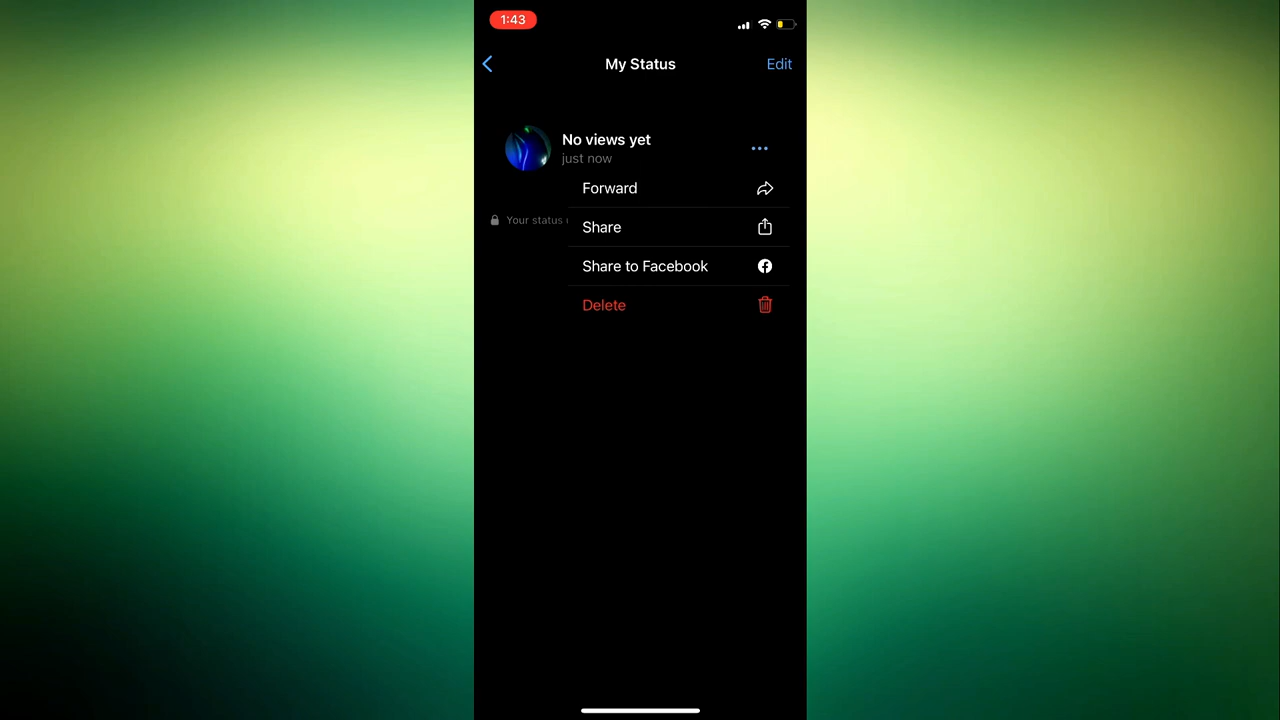 1:43
My Status
Edit
No views yet
just now
Forward
Your status
Share
Share to Facebook
Delete